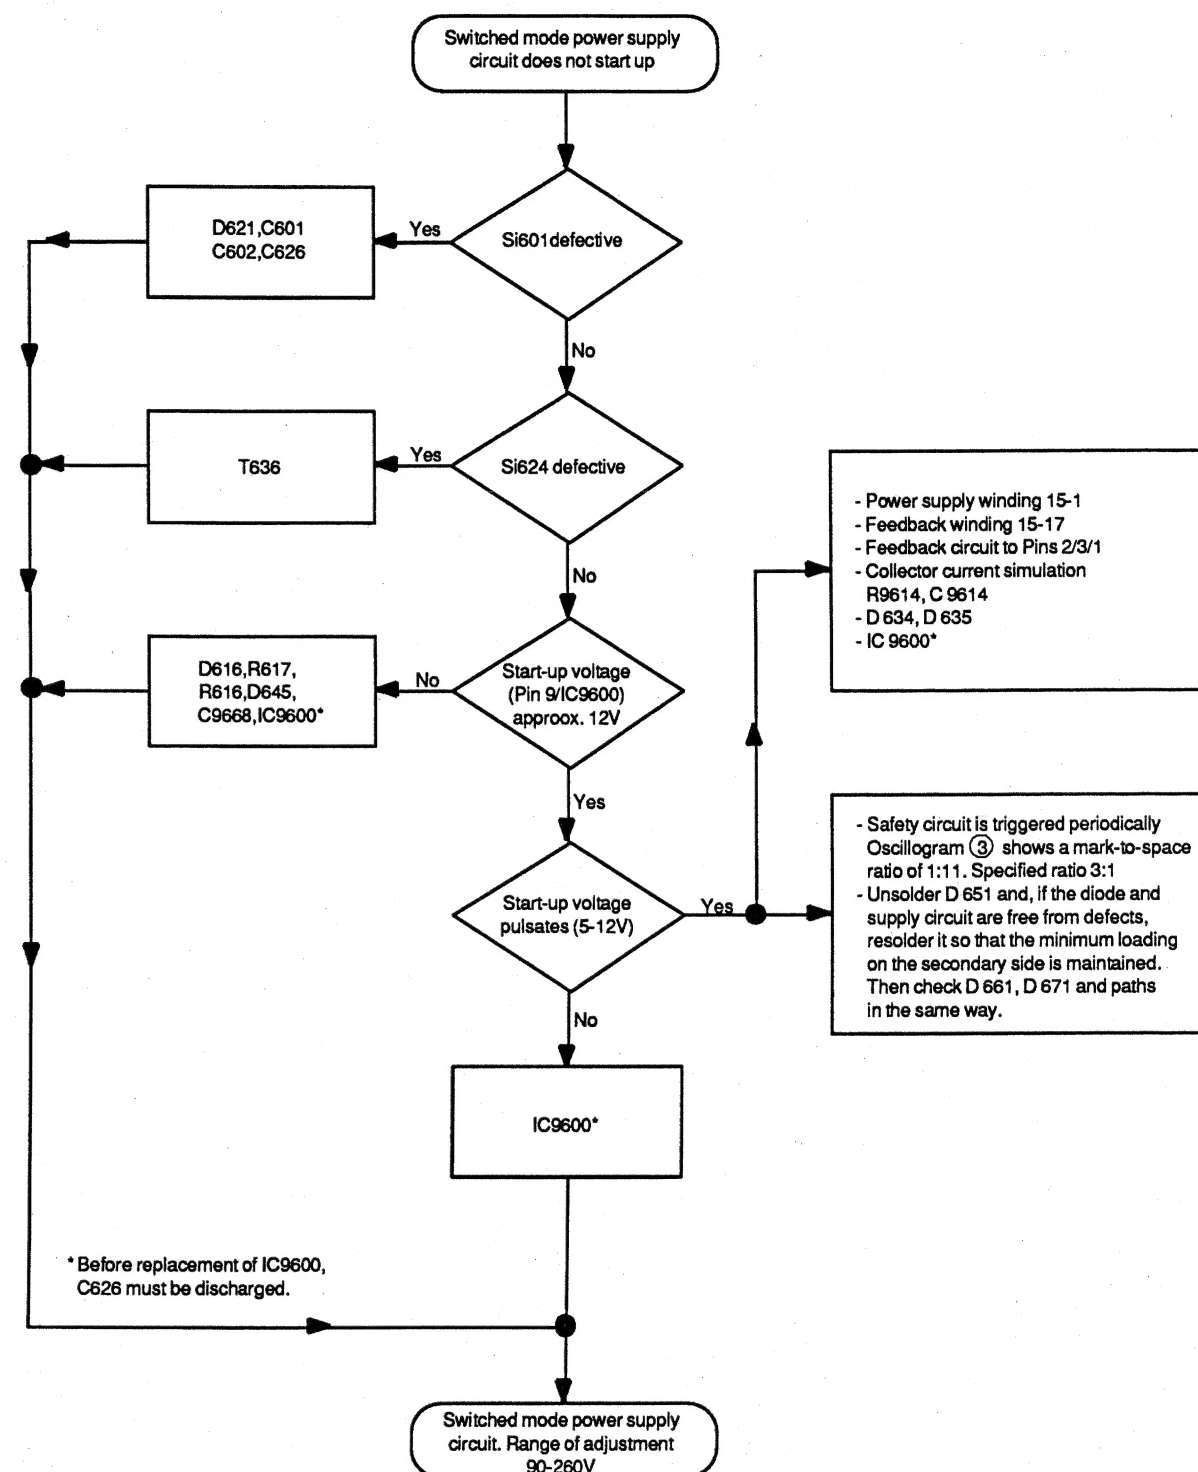 Switched mode power supply
circuit does not start up
D621,C601
C602,C626
Yes
Si601defective
No
T636
Yes
Si624 defective
No
- Power supply winding 15-1
- Feedback winding 15-17
- Feedback circuit to Pins 2/3/1
- Collector current simulation
R9614, C 9614
- D 634, D 635
- IC 9600*
D616,R617,
R616,D645,
C9668,IC9600*
No
Start-up voltage
(Pin 9/IC9600)
approox. 12V
Yes
Start-up voltage
pulsates (5-12V)
Yes
- Safety circuit is triggered periodically
Oscillogram ③ shows a mark-to-space
ratio of 1:11. Specified ratio 3:1
- Unsolder D 651 and, if the diode and
supply circuit are free from defects,
resolder it so that the minimum loading
on the secondary side is maintained.
Then check D 661, D 671 and paths
in the same way.
No
IC9600*
* Before replacement of IC9600,
C626 must be discharged.
Switched mode power supply
circuit. Range of adjustment
90-260V